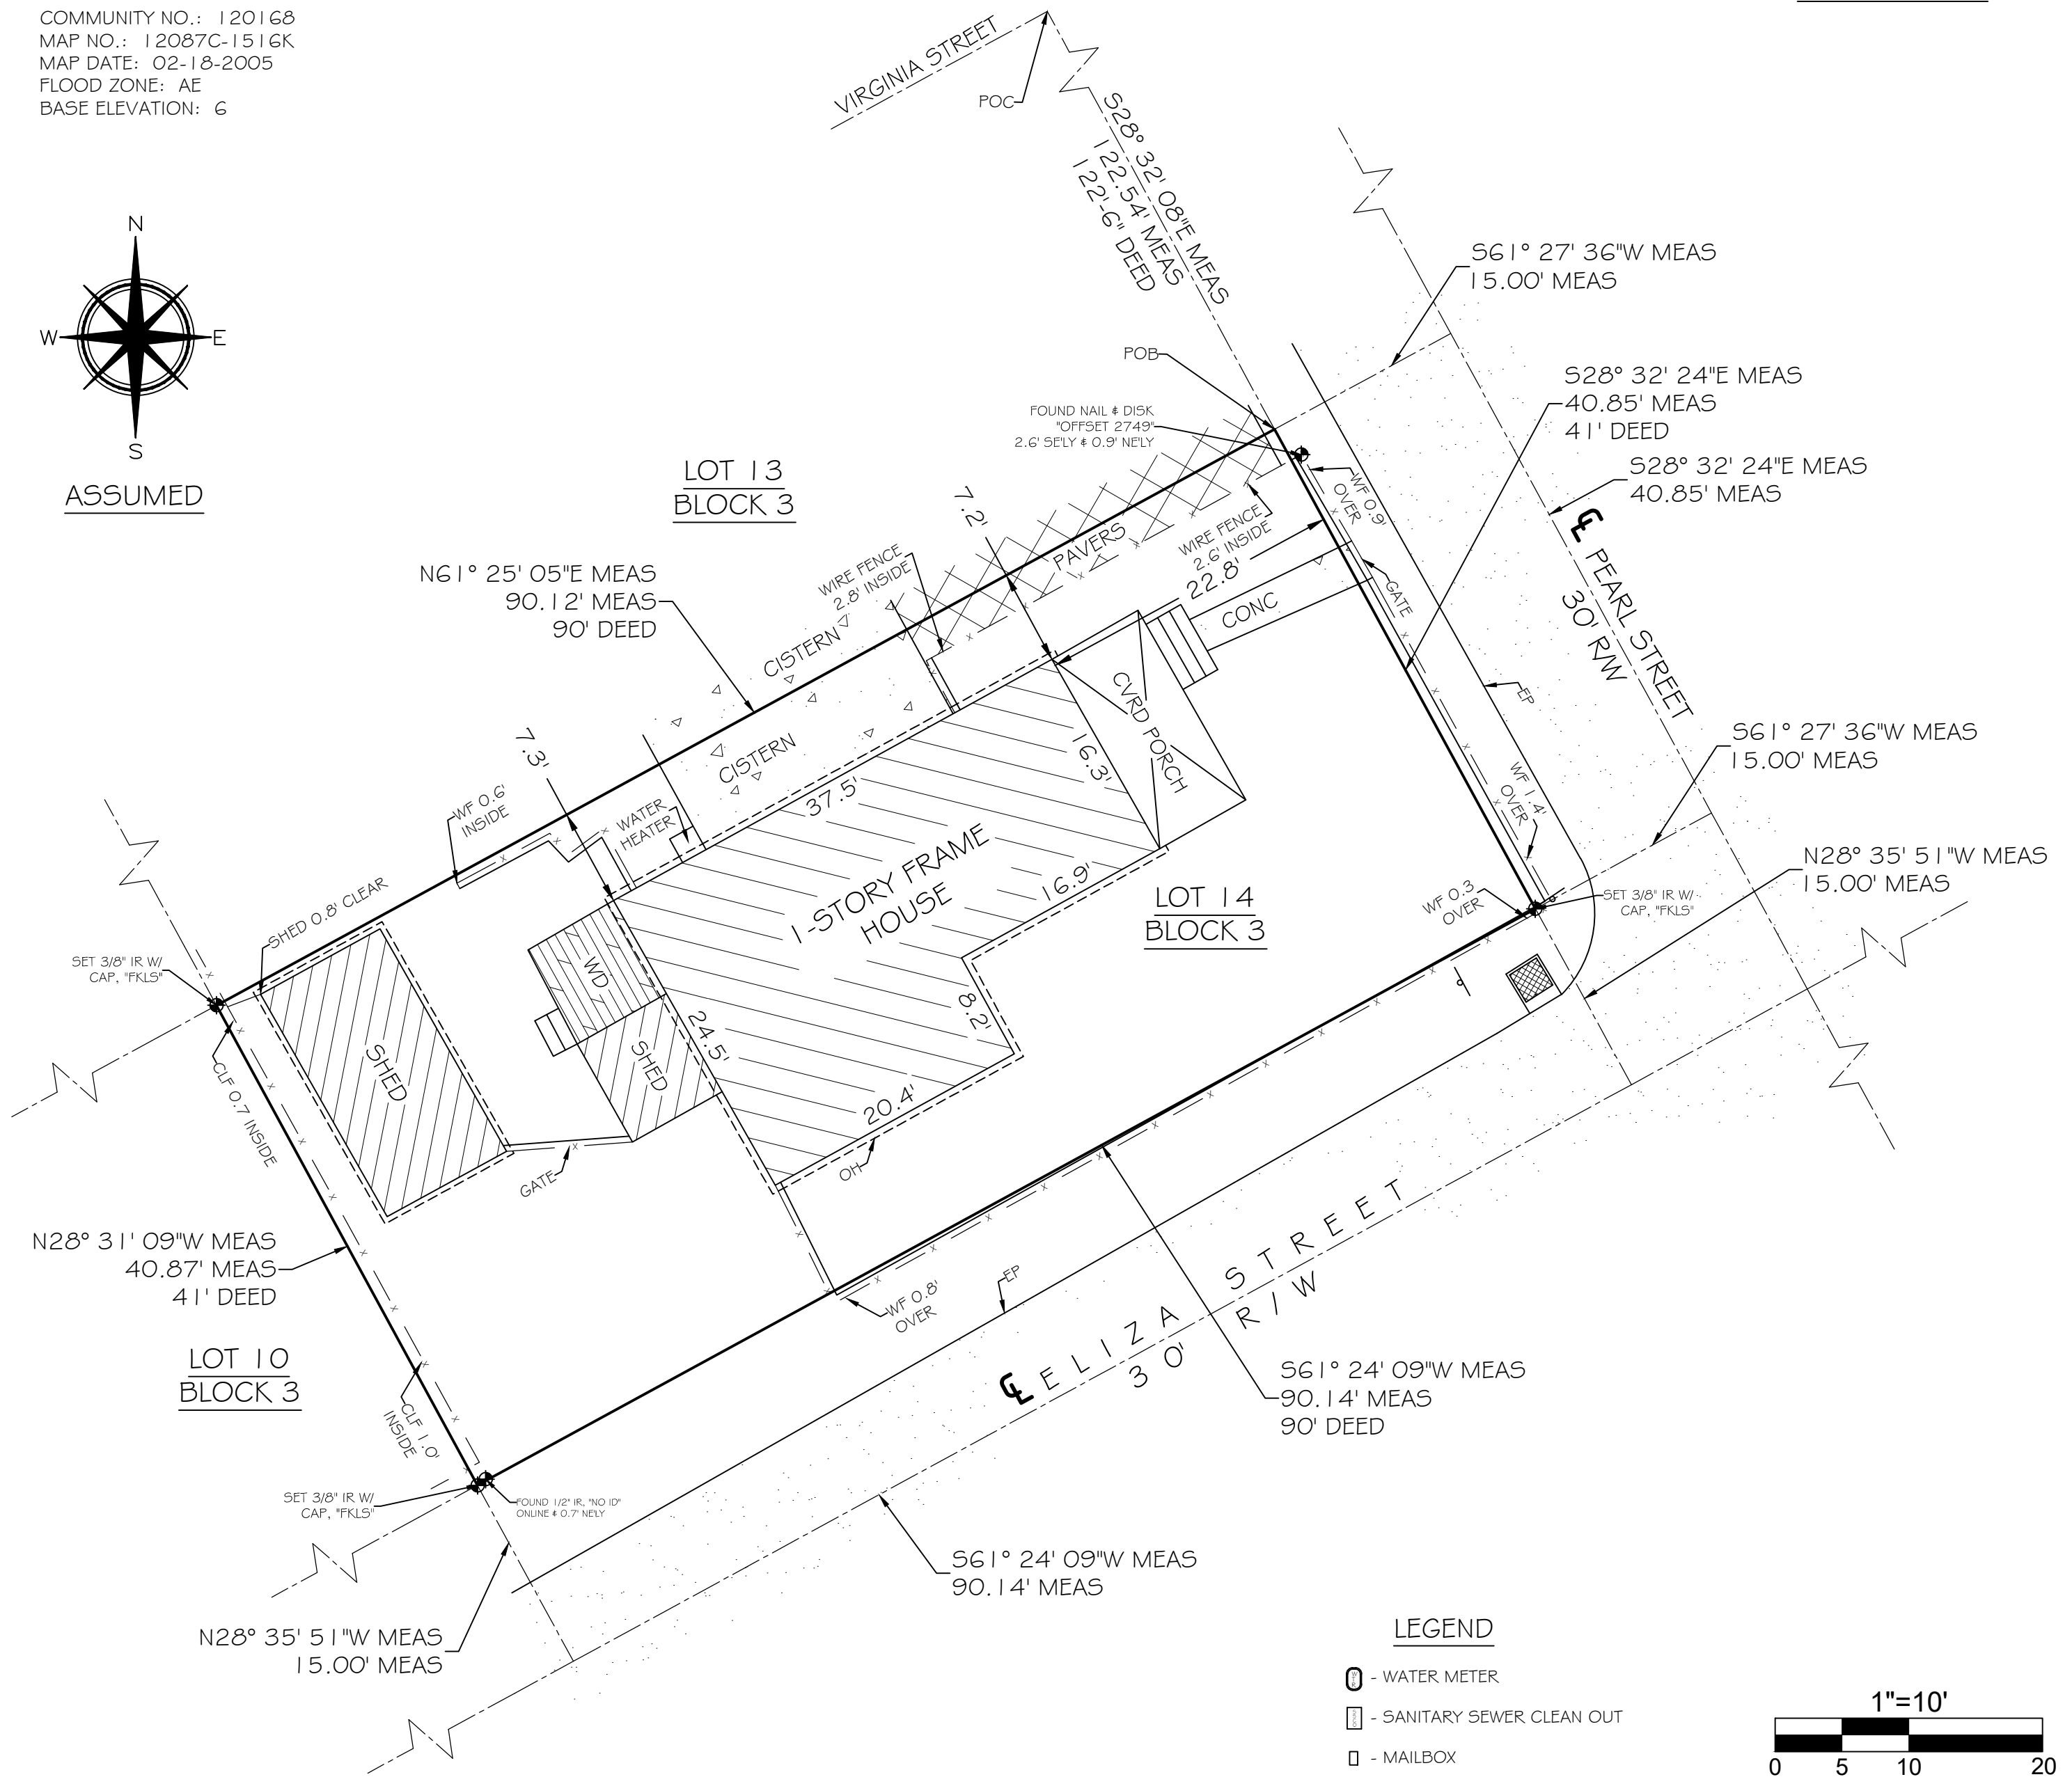 COMMUNITY NO.: 120168
MAP NO.: 12087C-1516K
MAP DATE: 02-18-2005
FLOOD ZONE: AE
BASE ELEVATION: 6
VIRGINIA STREET
POC
S28° 32' 08"E MEAS
122.54' MEAS
122'-6" DEED
N
W
E
S
ASSUMED
S61° 27' 36"W MEAS
15.00' MEAS
POB
FOUND NAIL & DISK
"OFFSET 2749"
2.6' SE'LY & 0.9' NE'LY
S28° 32' 24"E MEAS
40.85' MEAS
41' DEED
S28° 32' 24"E MEAS
40.85' MEAS
LOT 13
BLOCK 3
7.2'
WF 0.9'
OVER
PAVERS
WIRE FENCE
2.6' INSIDE
WIRE FENCE
2.8' INSIDE
22.8'
CONC
GATE
℄ PEARL STREET
30' R/W
N61° 25' 05"E MEAS
90.12' MEAS
90' DEED
CISTERN
CISTERN
CVRD PORCH
16.3'
EP
S61° 27' 36"W MEAS
15.00' MEAS
7.3'
37.5'
WF 0.6'
INSIDE
WATER
HEATER
WF 1.4'
OVER
1-STORY FRAME
HOUSE
16.9'
N28° 35' 51"W MEAS
15.00' MEAS
LOT 14
BLOCK 3
WF 0.3
OVER
SET 3/8" IR W/
CAP, "FKLS"
SHED 0.8' CLEAR
SET 3/8" IR W/
CAP, "FKLS"
WD
8.2'
24.5'
SHED
SHED
CLF 0.7 INSIDE
20.4'
OH
GATE
N28° 31' 09"W MEAS
40.87' MEAS
41' DEED
WF 0.8'
OVER
EP
℄ ELIZA STREET
30' R/W
LOT 10
BLOCK 3
CLF 1.0'
INSIDE
S61° 24' 09"W MEAS
90.14' MEAS
90' DEED
SET 3/8" IR W/
CAP, "FKLS"
FOUND 1/2" IR, "NO ID"
ONLINE & 0.7' NE'LY
S61° 24' 09"W MEAS
90.14' MEAS
N28° 35' 51"W MEAS
15.00' MEAS
LEGEND
- WATER METER
- SANITARY SEWER CLEAN OUT
- MAILBOX
1"=10'
0 5 10 20